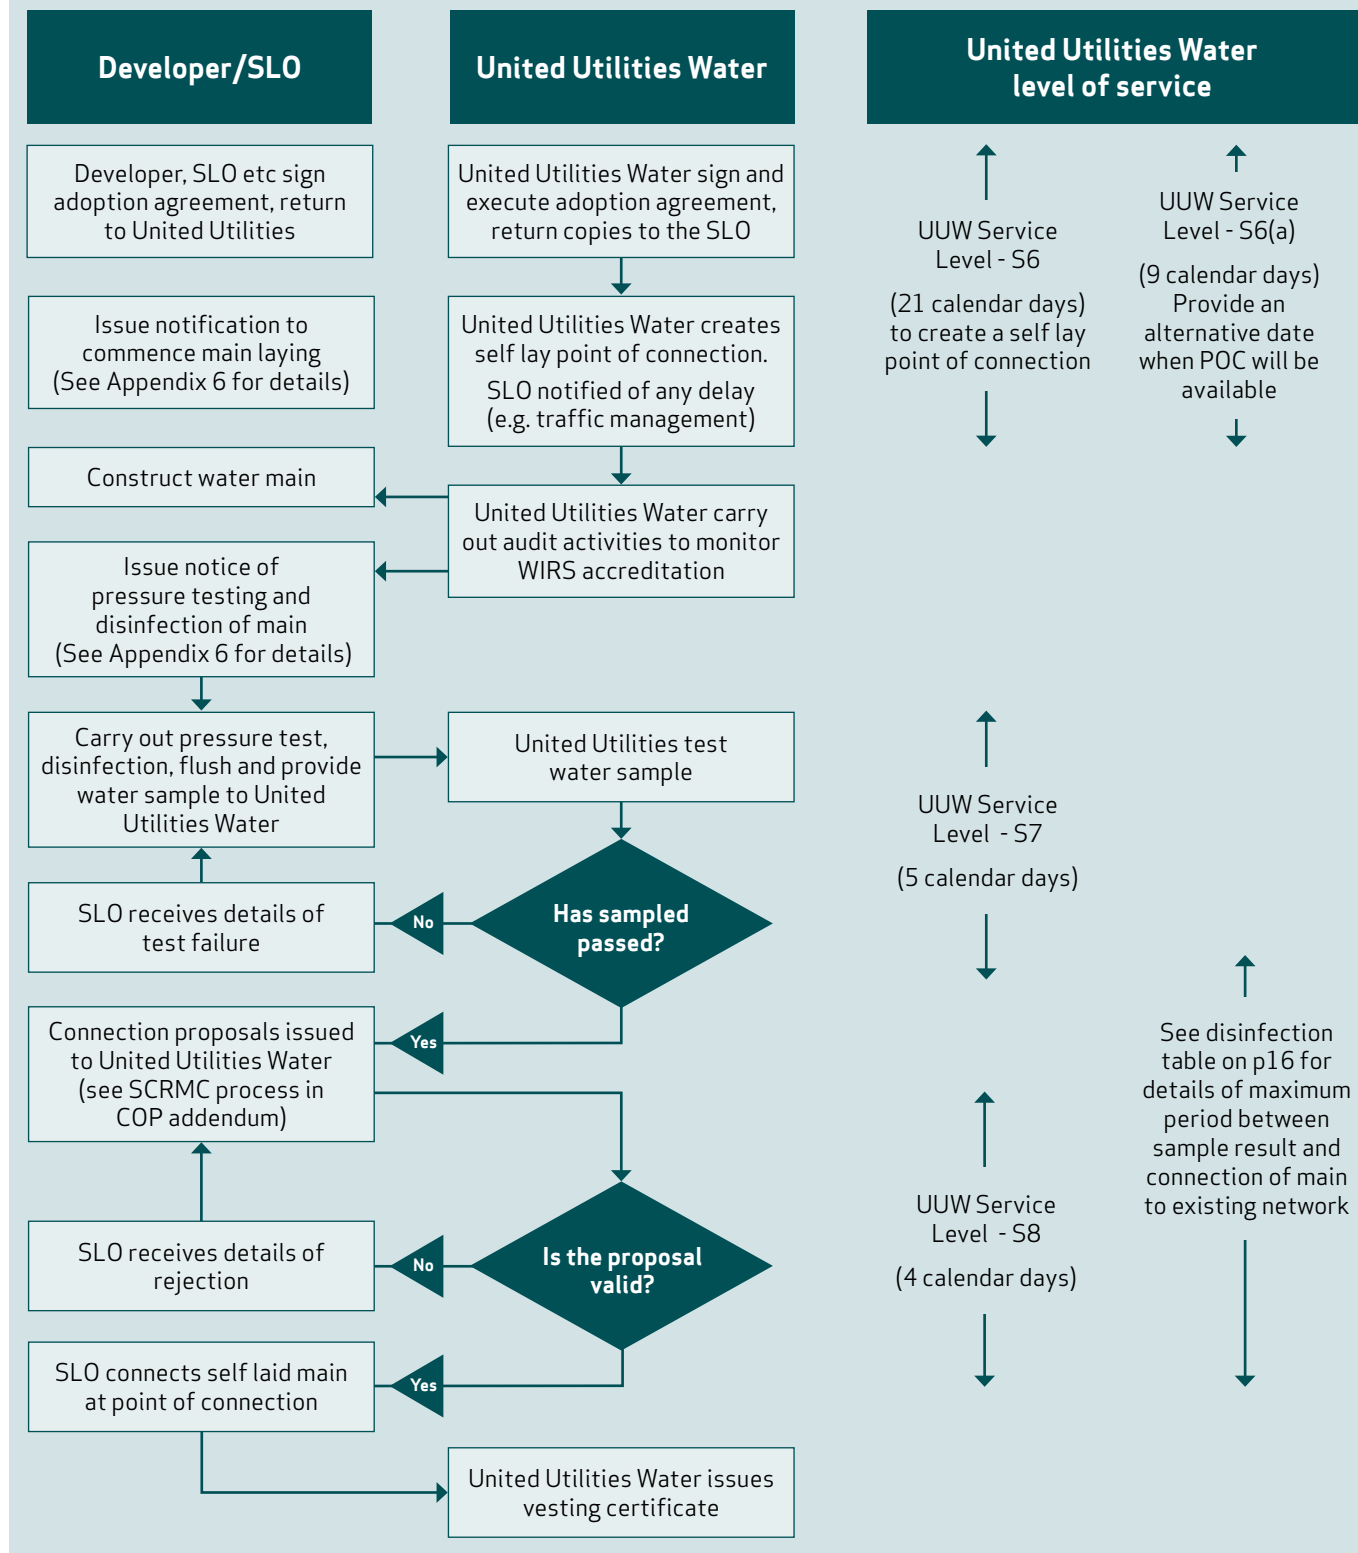 Developer/SLO
United Utilities Water
United Utilities Water
level of service
Developer, SLO etc sign
adoption agreement, return
to United Utilities
United Utilities Water sign and
execute adoption agreement,
return copies to the SLO
UUW Service
Level - S6
(21 calendar days)
to create a self lay
point of connection
UUW Service
Level - S6(a)
(9 calendar days)
Provide an
alternative date
when POC will be
available
Issue notification to
commence main laying
(See Appendix 6 for details)
United Utilities Water creates
self lay point of connection.
SLO notified of any delay
(e.g. traffic management)
Construct water main
United Utilities Water carry
out audit activities to monitor
WIRS accreditation
Issue notice of
pressure testing and
disinfection of main
(See Appendix 6 for details)
Carry out pressure test,
disinfection, flush and provide
water sample to United
Utilities Water
United Utilities test
water sample
UUW Service
Level - S7
(5 calendar days)
SLO receives details of
test failure
No
Has sampled
passed?
Connection proposals issued
to United Utilities Water
(see SCRMC process in
COP addendum)
Yes
See disinfection
table on p16 for
details of maximum
period between
sample result and
connection of main
to existing network
UUW Service
Level - S8
(4 calendar days)
SLO receives details of
rejection
No
Is the proposal
valid?
SLO connects self laid main
at point of connection
Yes
United Utilities Water issues
vesting certificate